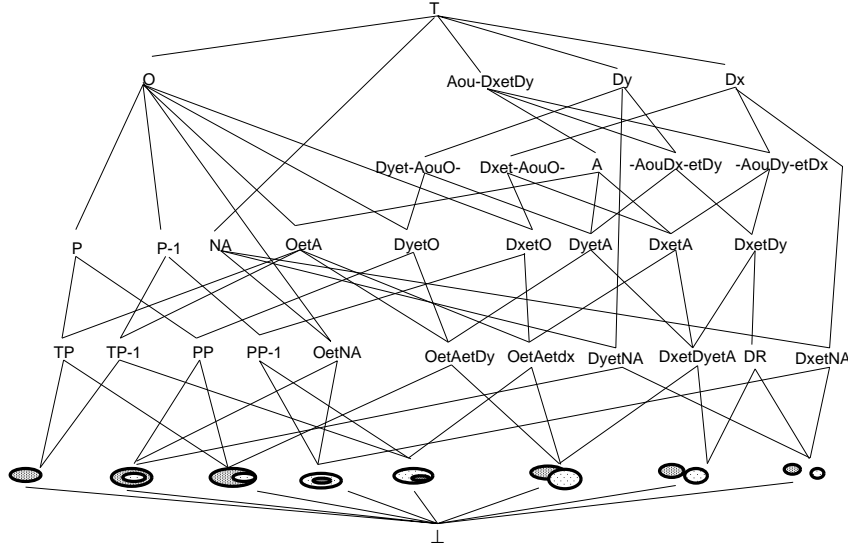 T
O Aou-DxetDy Dy Dx
Dyet-AouO- Dxet-AouO- A -AouDx-etDy -AouDy-etDx
P P-1 NA OetA DyetO DxetO DyetA DxetA DxetDy
TP TP-1 PP PP-1 OetNA OetAetDy OetAetdx DyetNA DxetDyetA DR DxetNA
⊥